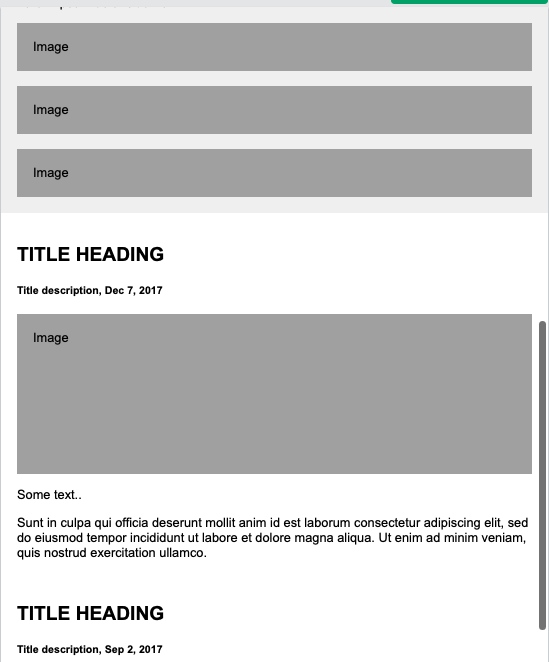 Image
Image
Image
TITLE HEADING
Title description, Dec 7, 2017
Image
Some text..
Sunt in culpa qui officia deserunt mollit anim id est laborum consectetur adipiscing elit, sed
do eiusmod tempor incididunt ut labore et dolore magna aliqua. Ut enim ad minim veniam,
quis nostrud exercitation ullamco.
TITLE HEADING
Title description, Sep 2, 2017